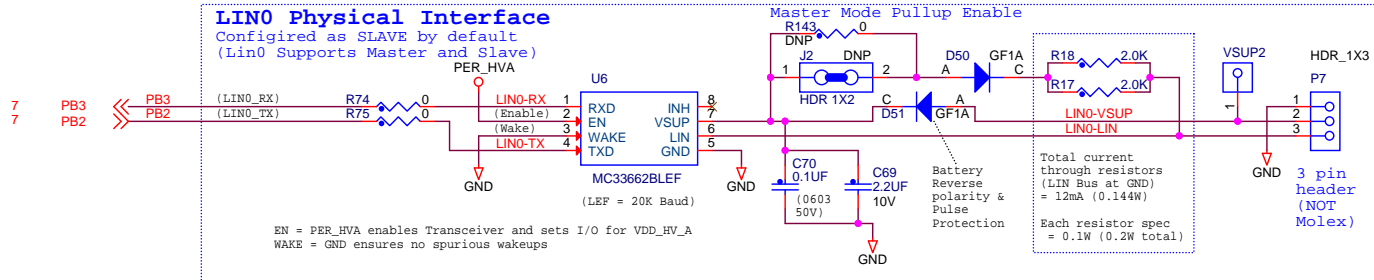 LIN0 Physical Interface
Configired as SLAVE by default
(Lin0 Supports Master and Slave)
Master Mode Pullup Enable
R143 0
DNP
J2 DNP
1 2
HDR 1X2
D50 GF1A
A C
R18 2.0K
R17 2.0K
VSUP2
1
HDR_1X3
P7
PER_HVA
U6
7 PB3 PB3 (LIN0_RX) R74 0 LIN0-RX 1 RXD INH 8
7 PB2 PB2 (LIN0_TX) R75 0 (Enable) 2 EN VSUP 7
(Wake) 3 WAKE LIN 6
LIN0-TX 4 TXD GND 5
MC33662BLEF
(LEF = 20K Baud)
GND
GND
C A
D51 GF1A
LIN0-VSUP
LIN0-LIN
1
2
3
GND
C70
0.1UF
(0603
50V)
C69
2.2UF
10V
GND
Battery
Reverse
polarity &
Pulse
Protection
Total current
through resistors
(LIN Bus at GND)
= 12mA (0.144W)
Each resistor spec
= 0.1W (0.2W total)
3 pin
header
(NOT
Molex)
EN = PER_HVA enables Transceiver and sets I/O for VDD_HV_A
WAKE = GND ensures no spurious wakeups